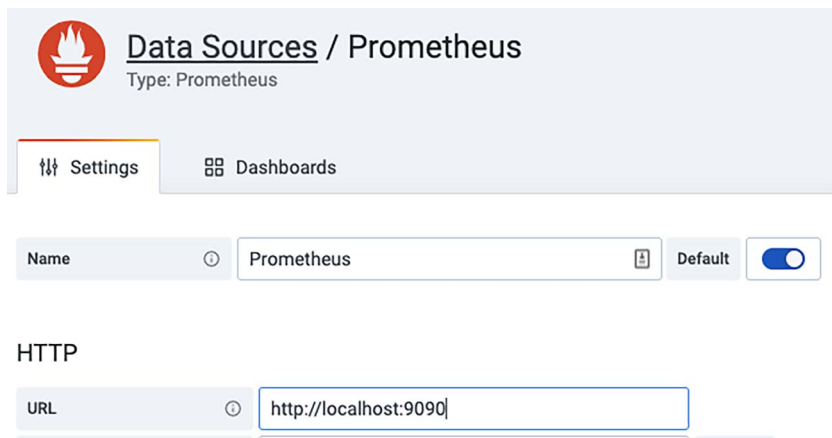 Data Sources / Prometheus
Type: Prometheus
Settings Dashboards
Name Prometheus Default
HTTP
URL http://localhost:9090